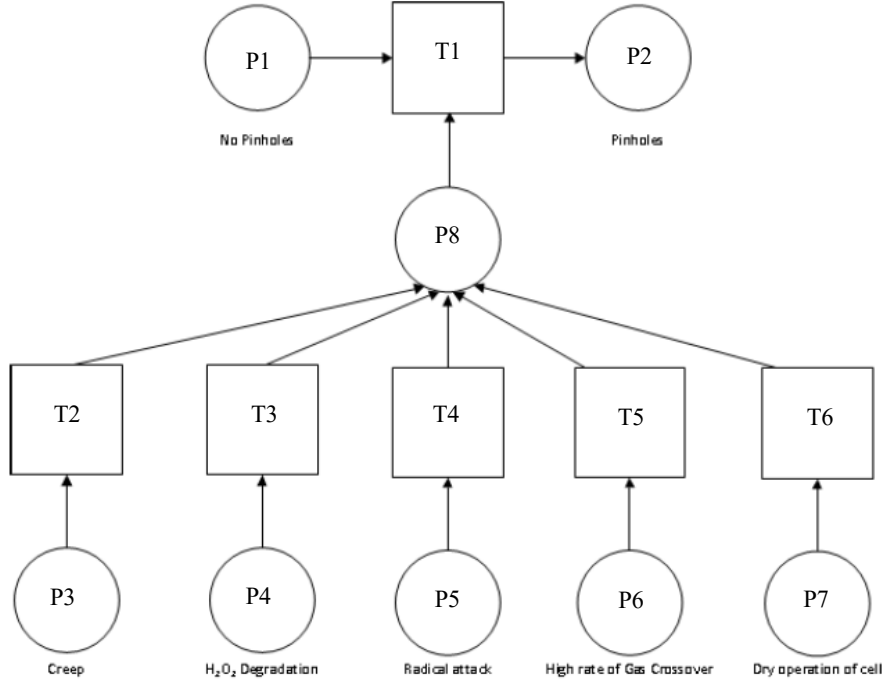 P1
T1
P2
No Pinholes
Pinholes
P8
T2
T3
T4
T5
T6
P3
P4
P5
P6
P7
Creep
H₂O₂ Degradation
Radical attack
High rate of Gas Crossover
Dry operation of cell